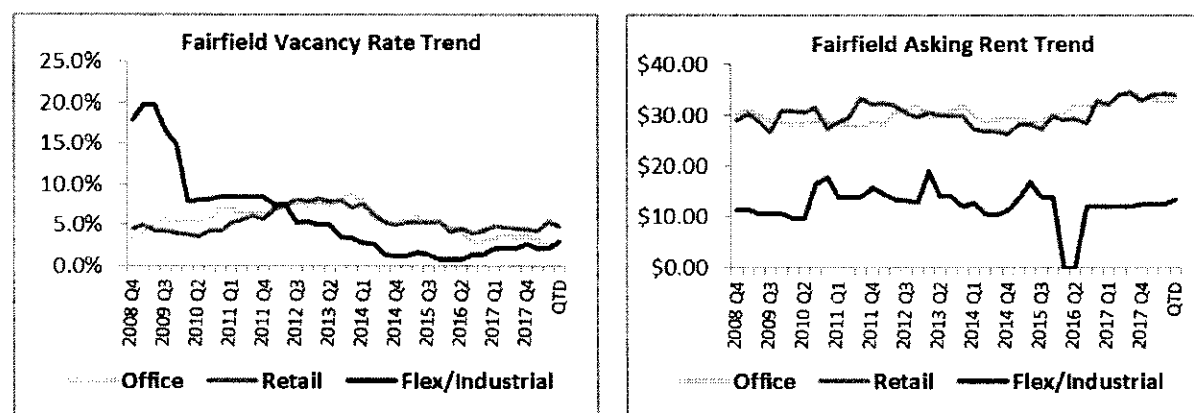 Fairfield Vacancy Rate Trend
25.0%
20.0%
15.0%
10.0%
5.0%
0.0%
2008 Q4
2009 Q3
2010 Q2
2011 Q1
2011 Q4
2012 Q3
2013 Q2
2014 Q1
2014 Q4
2015 Q3
2016 Q2
2017 Q1
2017 Q4
QTD
Office Retail Flex/Industrial
Fairfield Asking Rent Trend
$40.00
$30.00
$20.00
$10.00
$0.00
2008 Q4
2009 Q3
2010 Q2
2011 Q1
2011 Q4
2012 Q3
2013 Q2
2014 Q1
2014 Q4
2015 Q3
2016 Q2
2017 Q1
2017 Q4
QTD
Office Retail Flex/Industrial